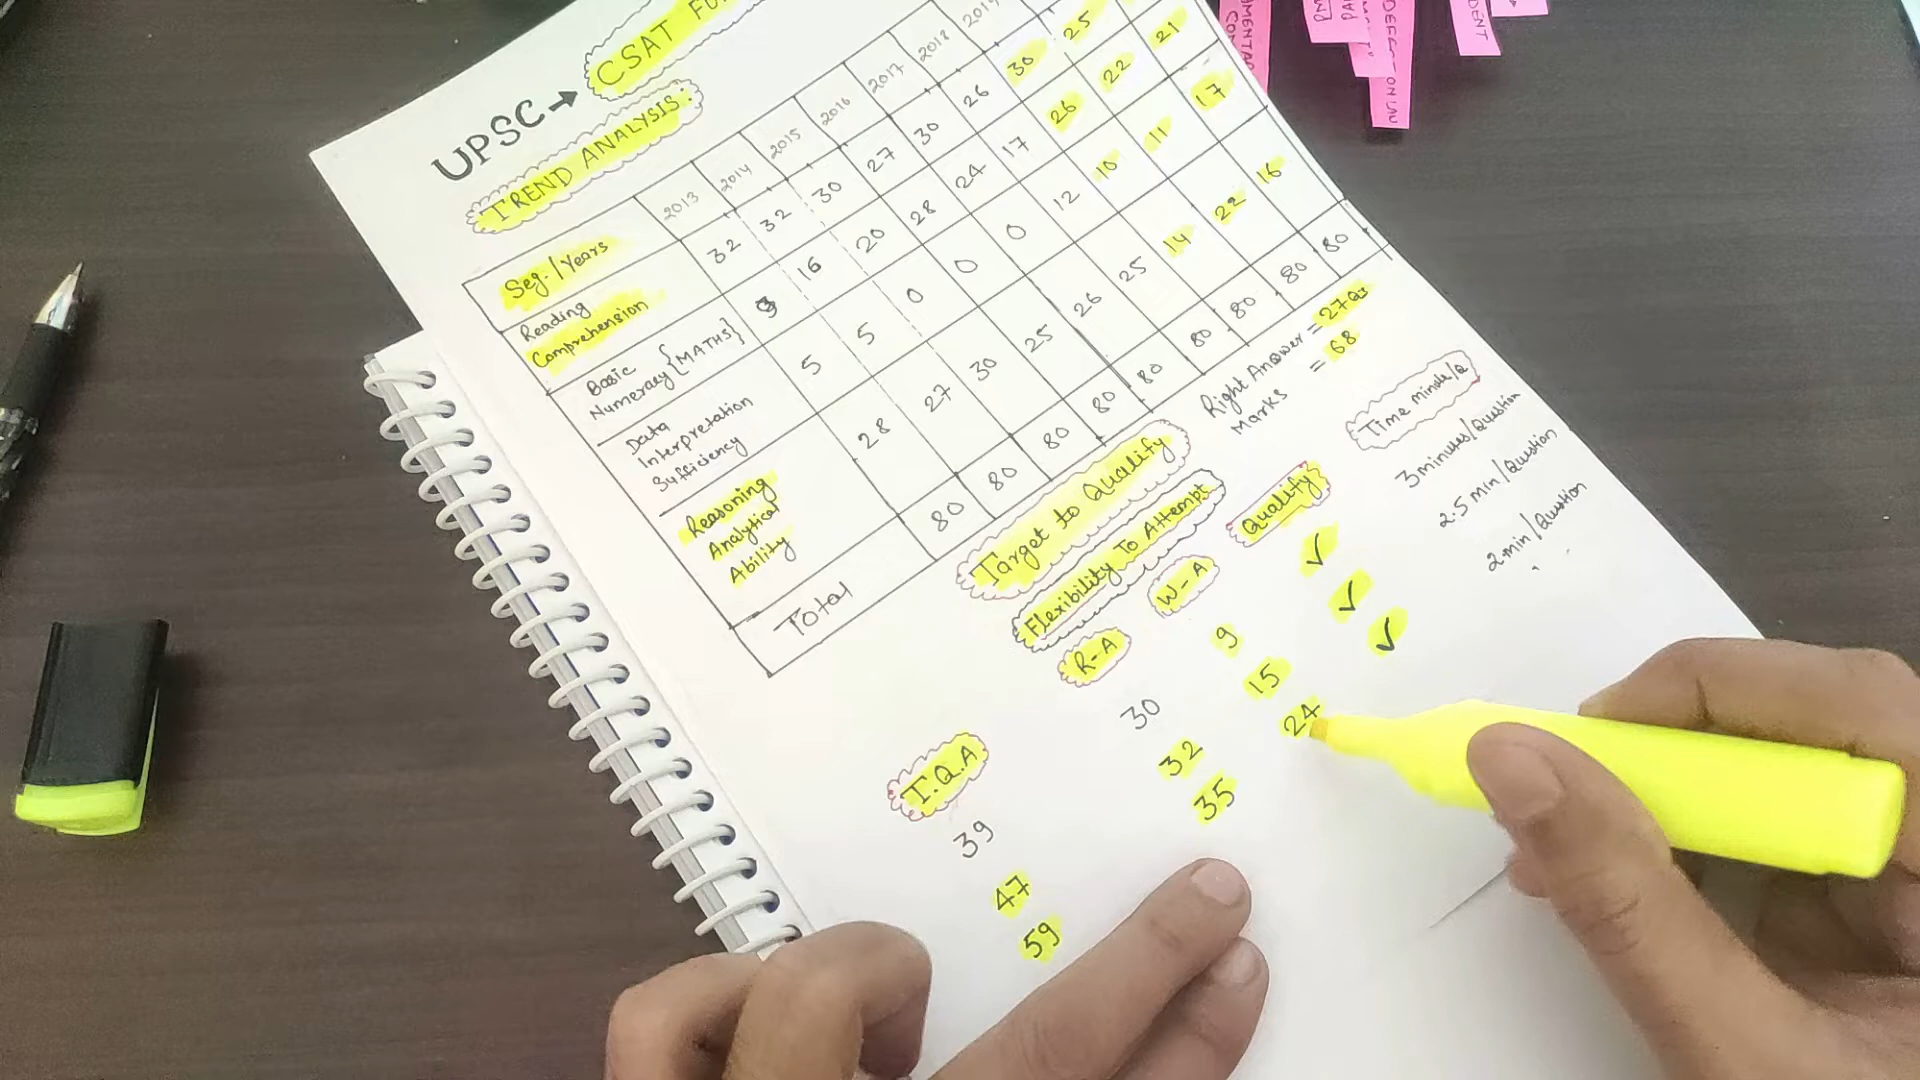 UPSC → CSAT
TREND ANALYSIS:
Seg./Years 2013 2014 2015 2016 2017 2018 2019
Reading Comprehension 32 32 30 27 30 26 30 25
Basic Numeracy {MATHS} 16 20 28 24 17 26 22 21
Data Interpretation Sufficiency 5 5 0 0 0 12 10 11 17
Reasoning Analytical Ability 28 27 30 25 26 25 14 22 16
Total 80 80 80 80 80 80 80 80 80
Right Answer = 27Qs
Marks = 68
Target to Qualify
Flexibility To Attempt
T.Q.A R-A W-A Qualify Time minute/Q
39 30 9 ✓ 3 minutes/Question
47 32 15 ✓ 2.5 min/Question
59 35 24 ✓ 2 min/Question